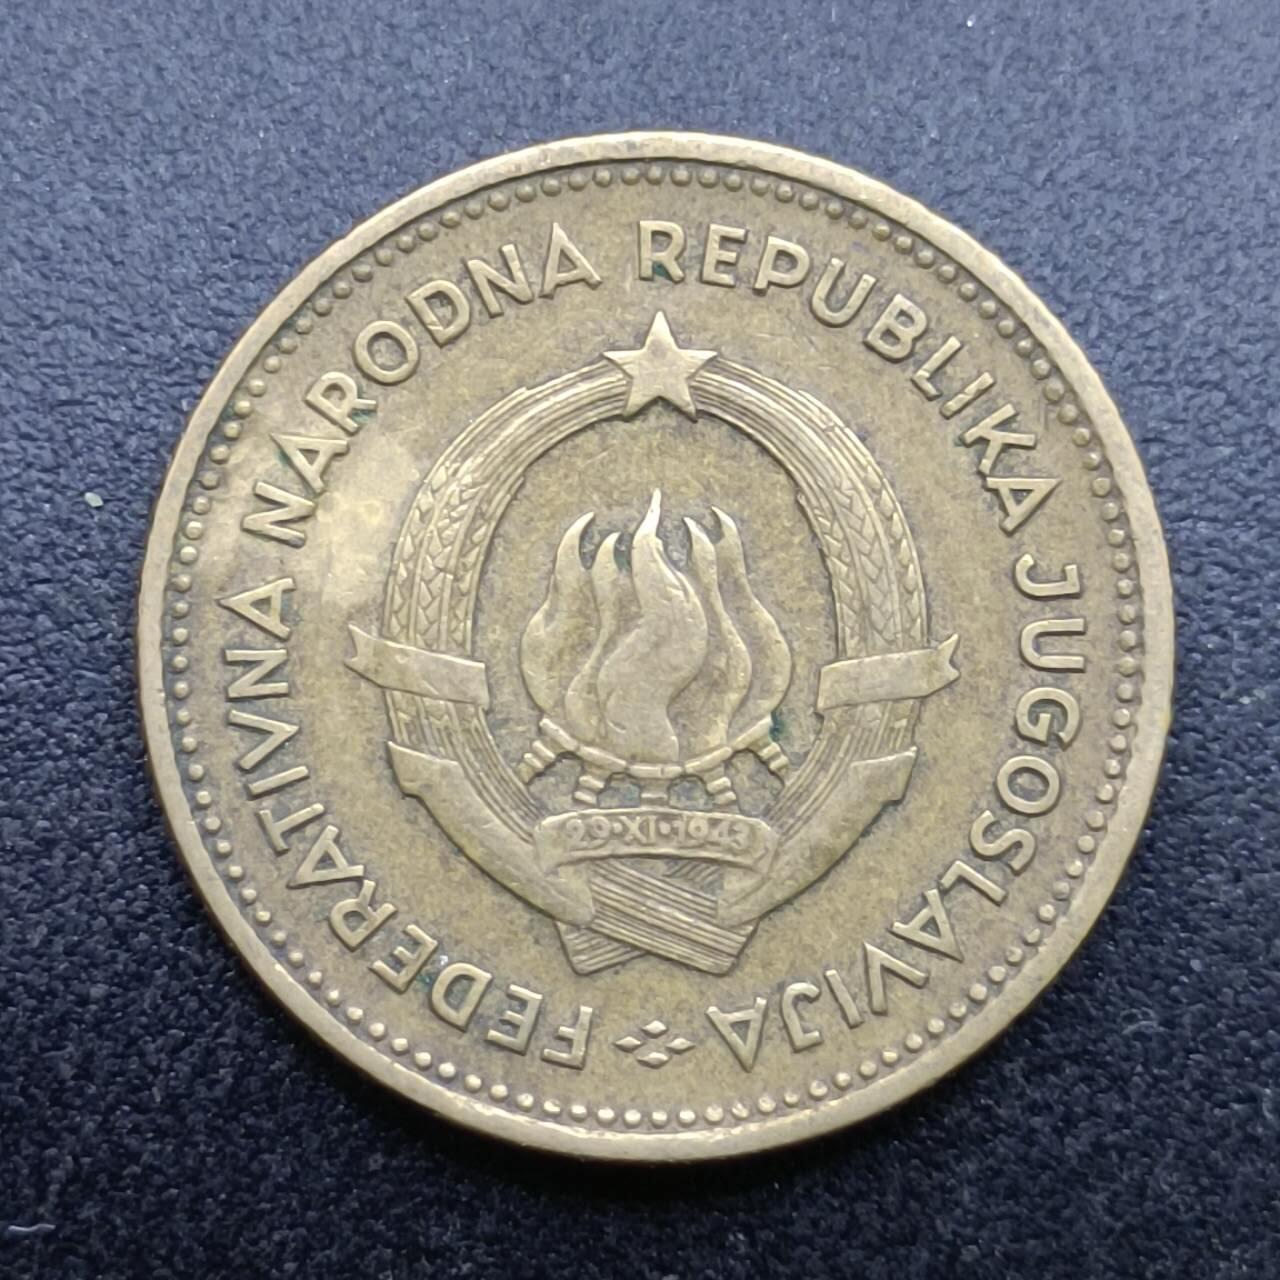 FEDERATIVNA NARODNA REPUBLIKA JUGOSLAVIJA
29•XI•1943